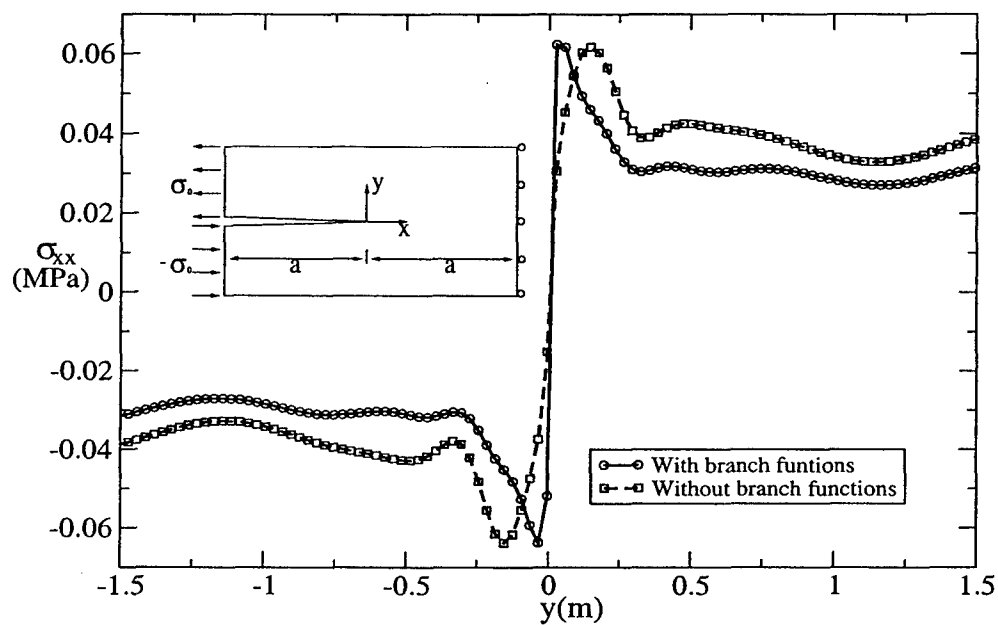 0.06
0.04
0.02
0
-0.02
-0.04
-0.06
σxx
(MPa)
σ₀
-σ₀
y
x
a
a
With branch funtions
Without branch functions
-1.5
-1
-0.5
0
0.5
1
1.5
y(m)